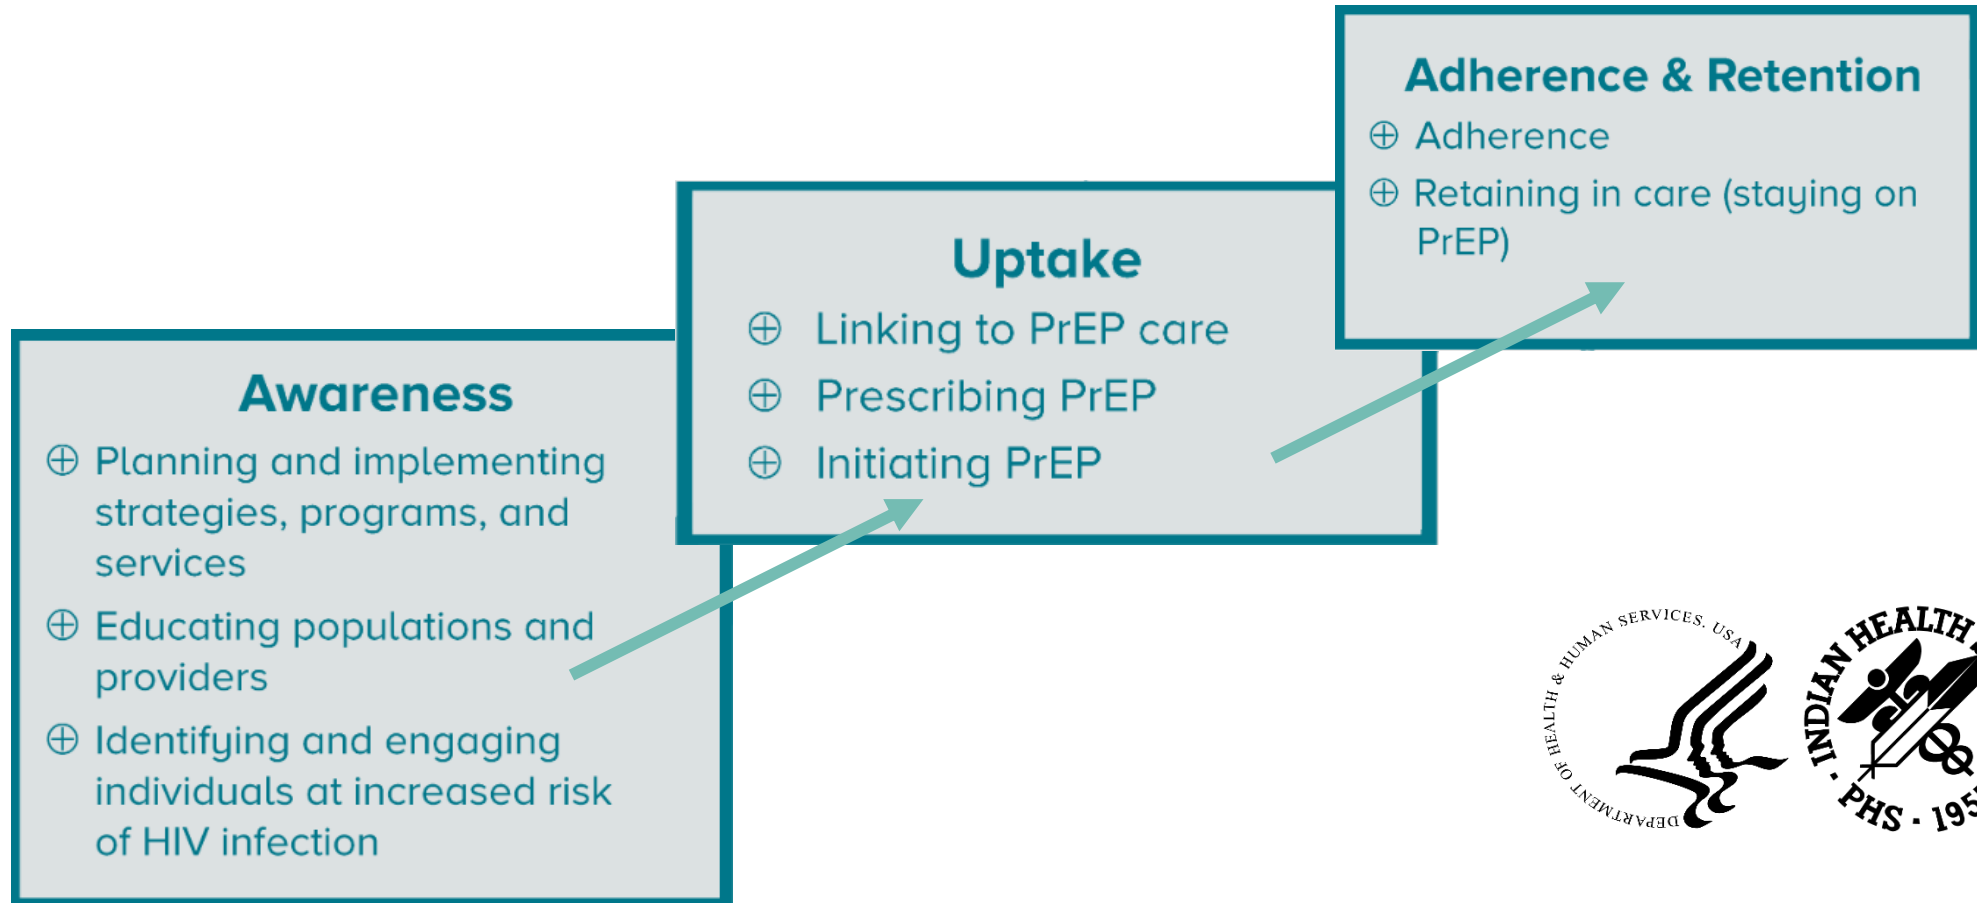 Adherence & Retention
⊕ Adherence
⊕ Retaining in care (staying on
PrEP)
Uptake
⊕ Linking to PrEP care
⊕ Prescribing PrEP
⊕ Initiating PrEP
Awareness
⊕ Planning and implementing
strategies, programs, and
services
⊕ Educating populations and
providers
⊕ Identifying and engaging
individuals at increased risk
of HIV infection
DEPARTMENT OF HEALTH & HUMAN SERVICES. USA
INDIAN HEALTH
PHS · 195